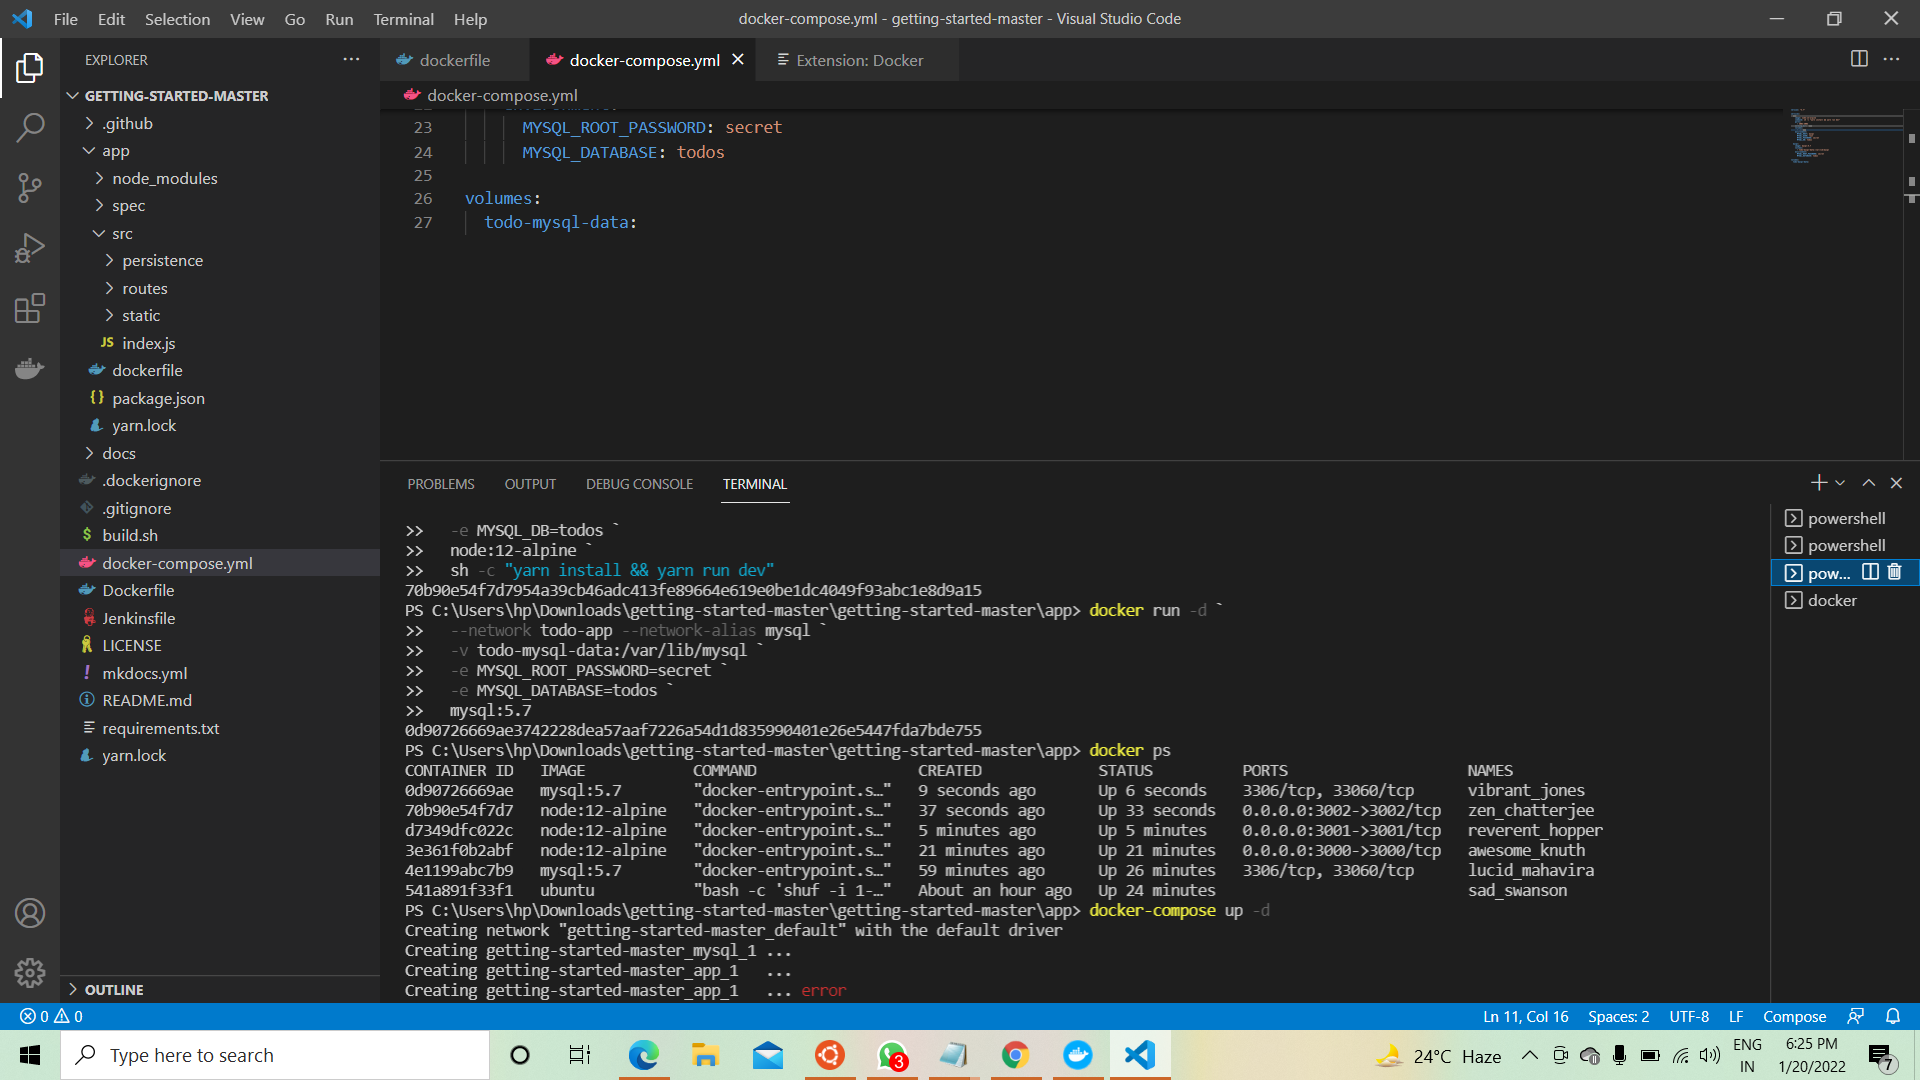 File Edit Selection View Go Run Terminal Help
docker-compose.yml - getting-started-master - Visual Studio Code
EXPLORER
GETTING-STARTED-MASTER
.github
app
node_modules
spec
src
persistence
routes
static
JS index.js
dockerfile
{} package.json
yarn.lock
docs
.dockerignore
.gitignore
$ build.sh
docker-compose.yml
Dockerfile
Jenkinsfile
LICENSE
! mkdocs.yml
README.md
requirements.txt
yarn.lock
OUTLINE
dockerfile
docker-compose.yml
Extension: Docker
docker-compose.yml
23 MYSQL_ROOT_PASSWORD: secret
24 MYSQL_DATABASE: todos
25
26 volumes:
27 todo-mysql-data:
PROBLEMS OUTPUT DEBUG CONSOLE TERMINAL
>> -e MYSQL_DB=todos `
>> node:12-alpine `
>> sh -c "yarn install && yarn run dev"
70b90e54f7d7954a39cb46adc413fe89664e619e0be1dc4049f93abc1e8d9a15
PS C:\Users\hp\Downloads\getting-started-master\getting-started-master\app> docker run -d `
>> --network todo-app --network-alias mysql `
>> -v todo-mysql-data:/var/lib/mysql `
>> -e MYSQL_ROOT_PASSWORD=secret `
>> -e MYSQL_DATABASE=todos `
>> mysql:5.7
0d90726669ae3742228dea57aaf7226a54d1d835990401e26e5447fda7bde755
PS C:\Users\hp\Downloads\getting-started-master\getting-started-master\app> docker ps
CONTAINER ID IMAGE COMMAND CREATED STATUS PORTS NAMES
0d90726669ae mysql:5.7 "docker-entrypoint.s…" 9 seconds ago Up 6 seconds 3306/tcp, 33060/tcp vibrant_jones
70b90e54f7d7 node:12-alpine "docker-entrypoint.s…" 37 seconds ago Up 33 seconds 0.0.0.0:3002->3002/tcp zen_chatterjee
d7349dfc022c node:12-alpine "docker-entrypoint.s…" 5 minutes ago Up 5 minutes 0.0.0.0:3001->3001/tcp reverent_hopper
3e361f0b2abf node:12-alpine "docker-entrypoint.s…" 21 minutes ago Up 21 minutes 0.0.0.0:3000->3000/tcp awesome_knuth
4e1199abc7b9 mysql:5.7 "docker-entrypoint.s…" 59 minutes ago Up 26 minutes 3306/tcp, 33060/tcp lucid_mahavira
541a891f33f1 ubuntu "bash -c 'shuf -i 1-…" About an hour ago Up 24 minutes sad_swanson
PS C:\Users\hp\Downloads\getting-started-master\getting-started-master\app> docker-compose up -d
Creating network "getting-started-master_default" with the default driver
Creating getting-started-master_mysql_1 ...
Creating getting-started-master_app_1 ...
Creating getting-started-master_app_1 ... error
powershell
powershell
pow...
docker
0 0
Ln 11, Col 16 Spaces: 2 UTF-8 LF Compose
Type here to search
3
24°C Haze
ENG
IN
6:25 PM
1/20/2022
7